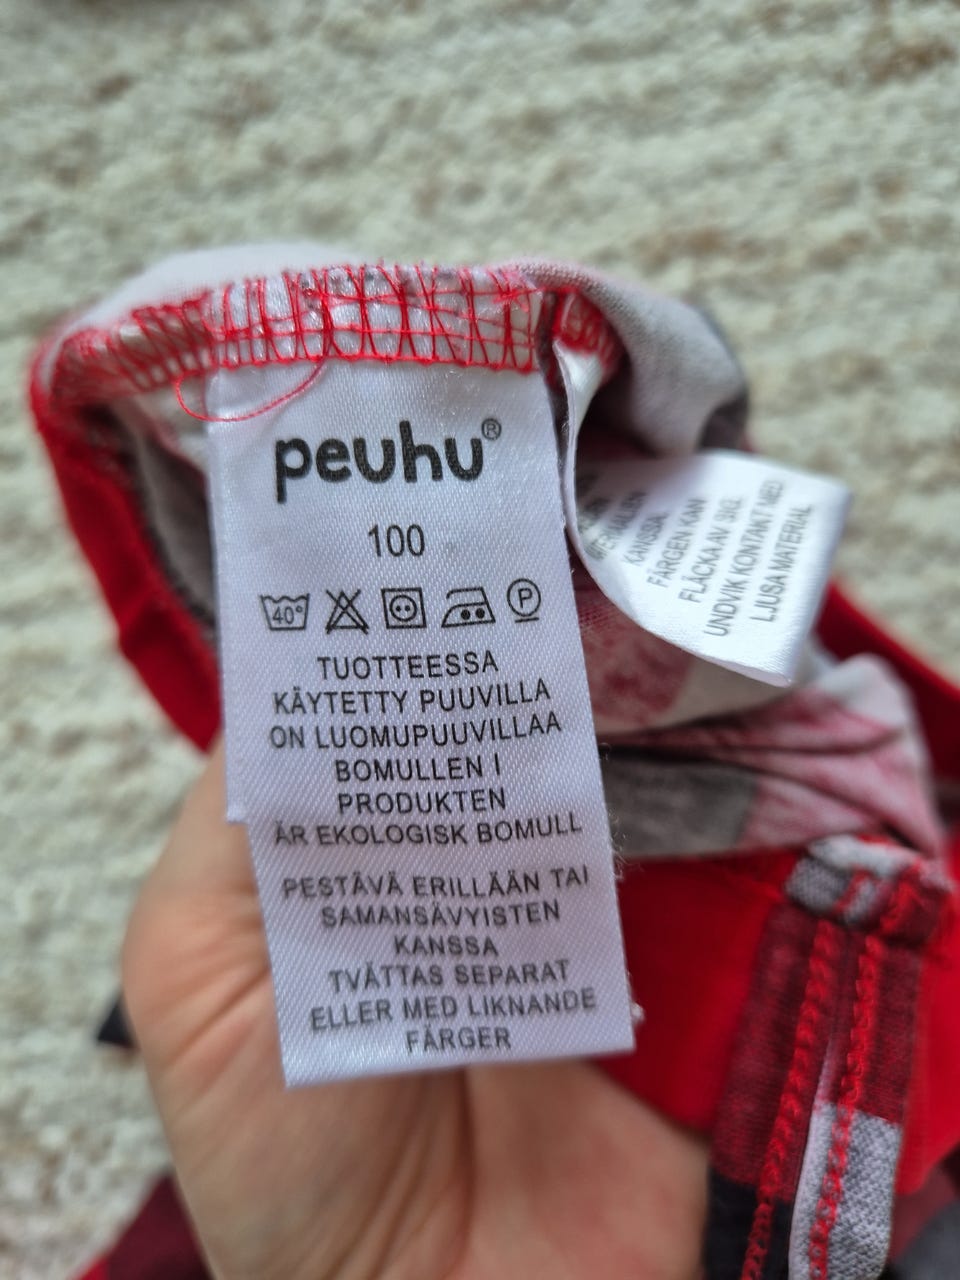 peuhu®
100
40°
P
TUOTTEESSA
KÄYTETTY PUUVILLA
ON LUOMUPUUVILLAA
BOMULLEN I
PRODUKTEN
ÄR EKOLOGISK BOMULL
PESTÄVÄ ERILLÄÄN TAI
SAMANSÄVYISTEN
KANSSA
TVÄTTAS SEPARAT
ELLER MED LIKNANDE
FÄRGER
KANSSA
FÄRGEN KAN
FLÄCKA AV SIG.
UNDVIK KONTAKT MED
LJUSA MATERIAL